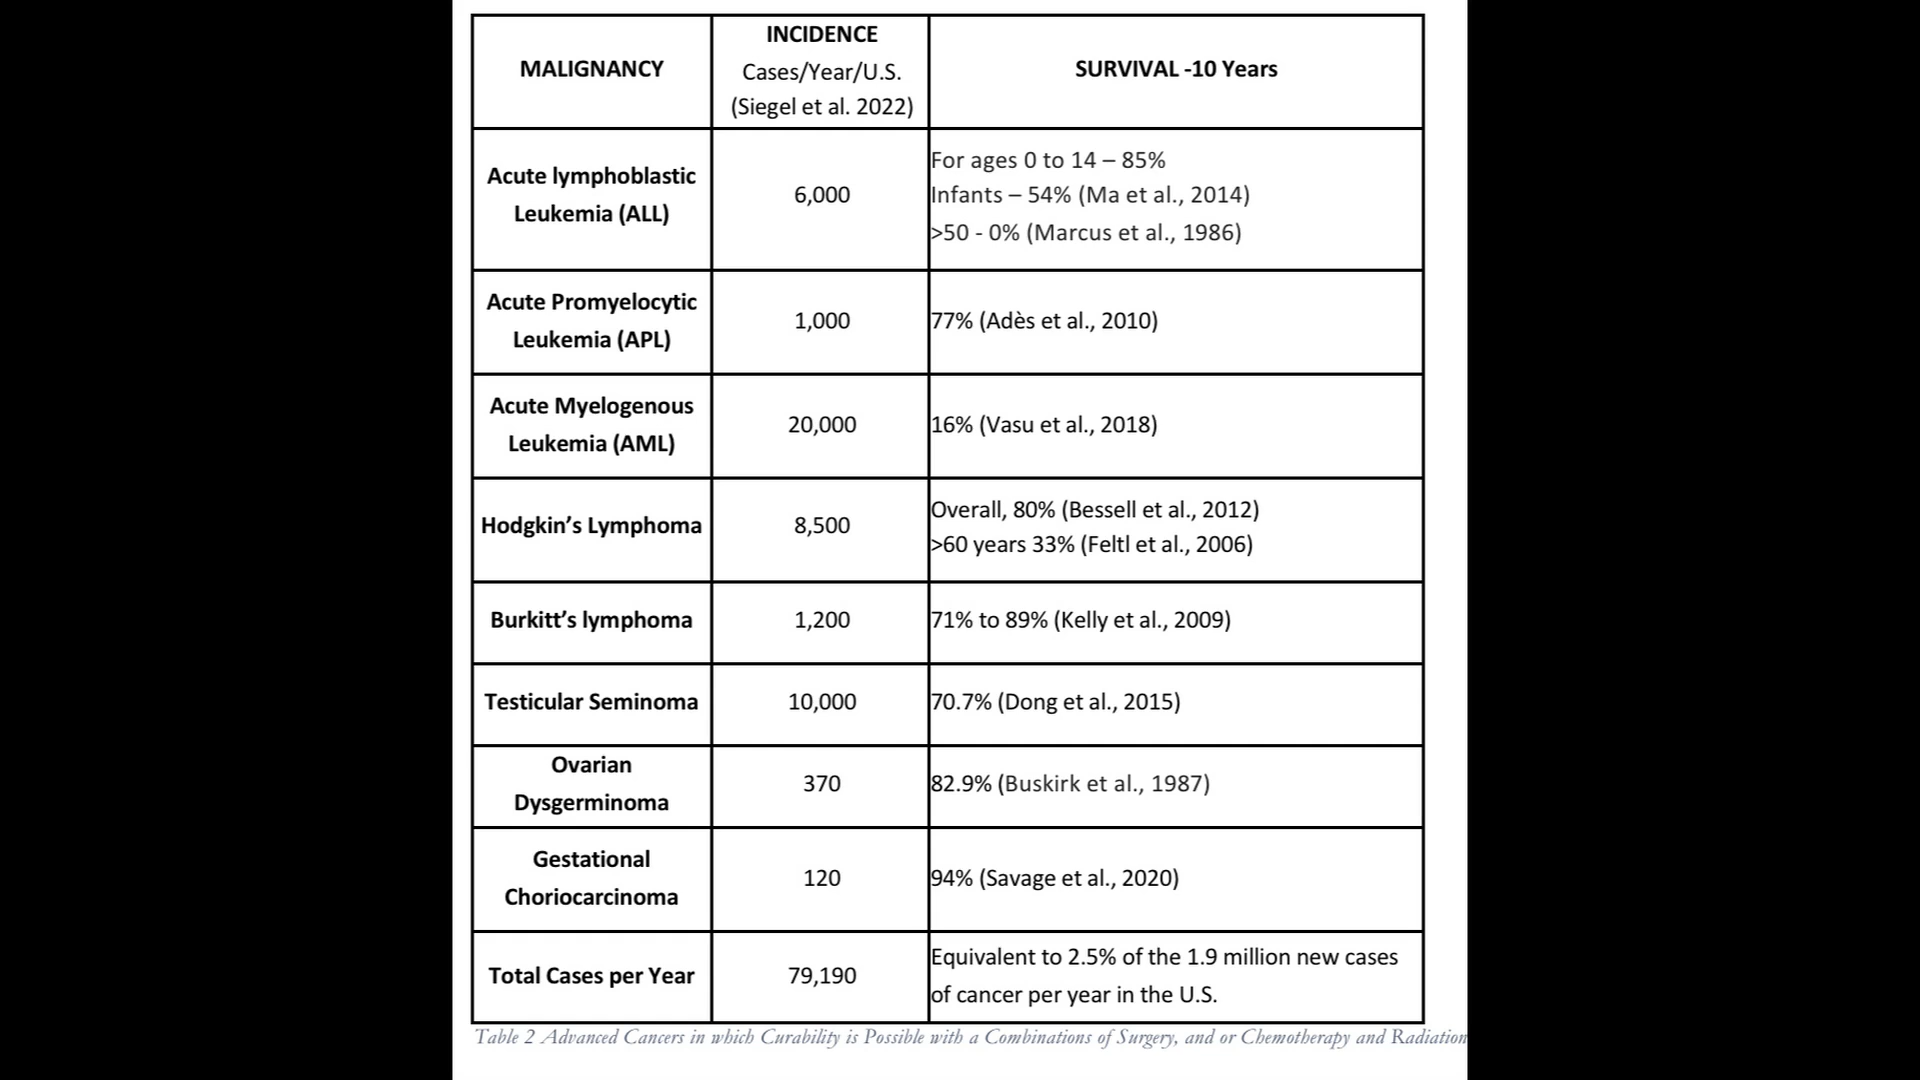 MALIGNANCY
INCIDENCE
Cases/Year/U.S.
(Siegel et al. 2022)
SURVIVAL -10 Years
Acute lymphoblastic
Leukemia (ALL)
6,000
For ages 0 to 14 – 85%
Infants – 54% (Ma et al., 2014)
>50 - 0% (Marcus et al., 1986)
Acute Promyelocytic
Leukemia (APL)
1,000
77% (Adès et al., 2010)
Acute Myelogenous
Leukemia (AML)
20,000
16% (Vasu et al., 2018)
Hodgkin’s Lymphoma
8,500
Overall, 80% (Bessell et al., 2012)
>60 years 33% (Feltl et al., 2006)
Burkitt’s lymphoma
1,200
71% to 89% (Kelly et al., 2009)
Testicular Seminoma
10,000
70.7% (Dong et al., 2015)
Ovarian
Dysgerminoma
370
82.9% (Buskirk et al., 1987)
Gestational
Choriocarcinoma
120
94% (Savage et al., 2020)
Total Cases per Year
79,190
Equivalent to 2.5% of the 1.9 million new cases
of cancer per year in the U.S.
Table 2 Advanced Cancers in which Curability is Possible with a Combinations of Surgery, and or Chemotherapy and Radiation